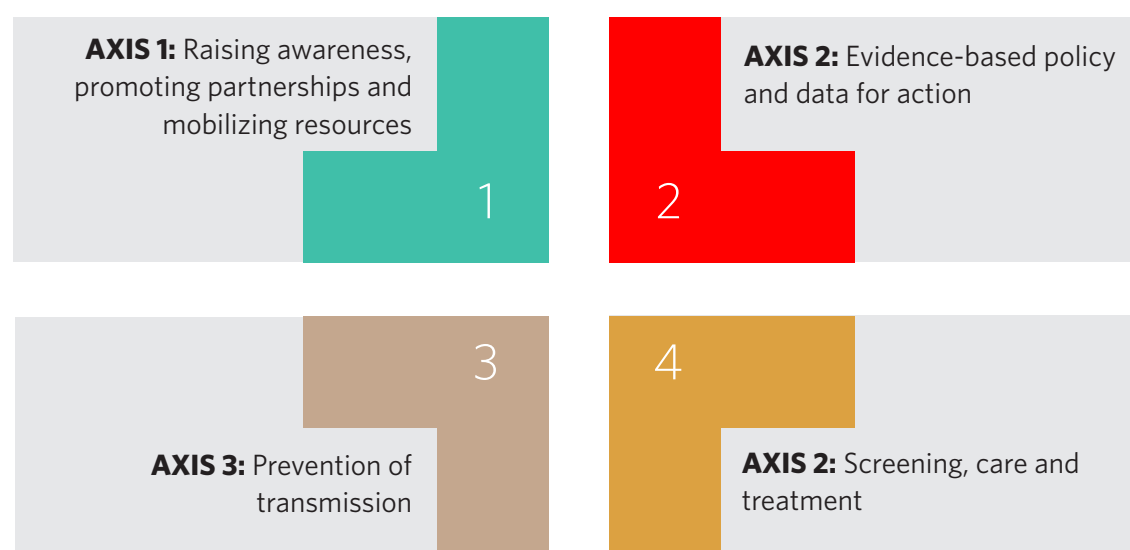 AXIS 1: Raising awareness,
promoting partnerships and
mobilizing resources
1
AXIS 2: Evidence-based policy
and data for action
2
3
AXIS 3: Prevention of
transmission
4
AXIS 2: Screening, care and
treatment